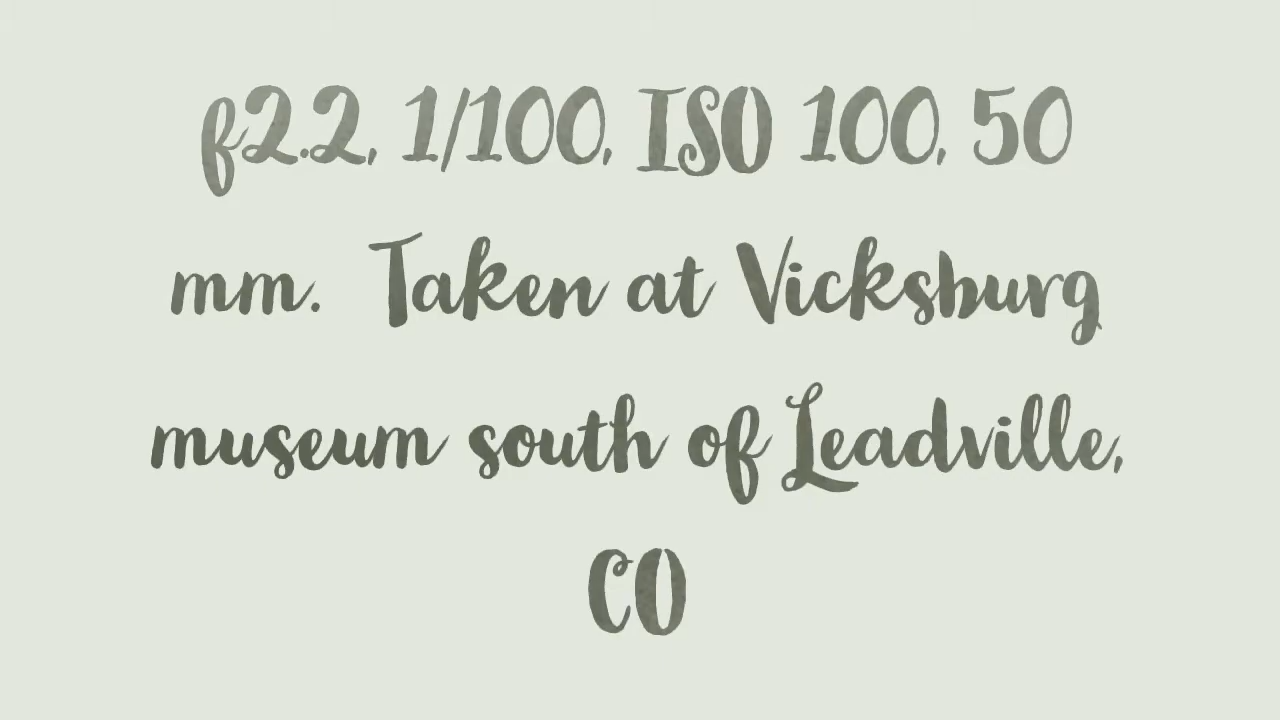 f2.2, 1/100, ISO 100, 50
mm.  Taken at Vicksburg
museum south of Leadville,
CO